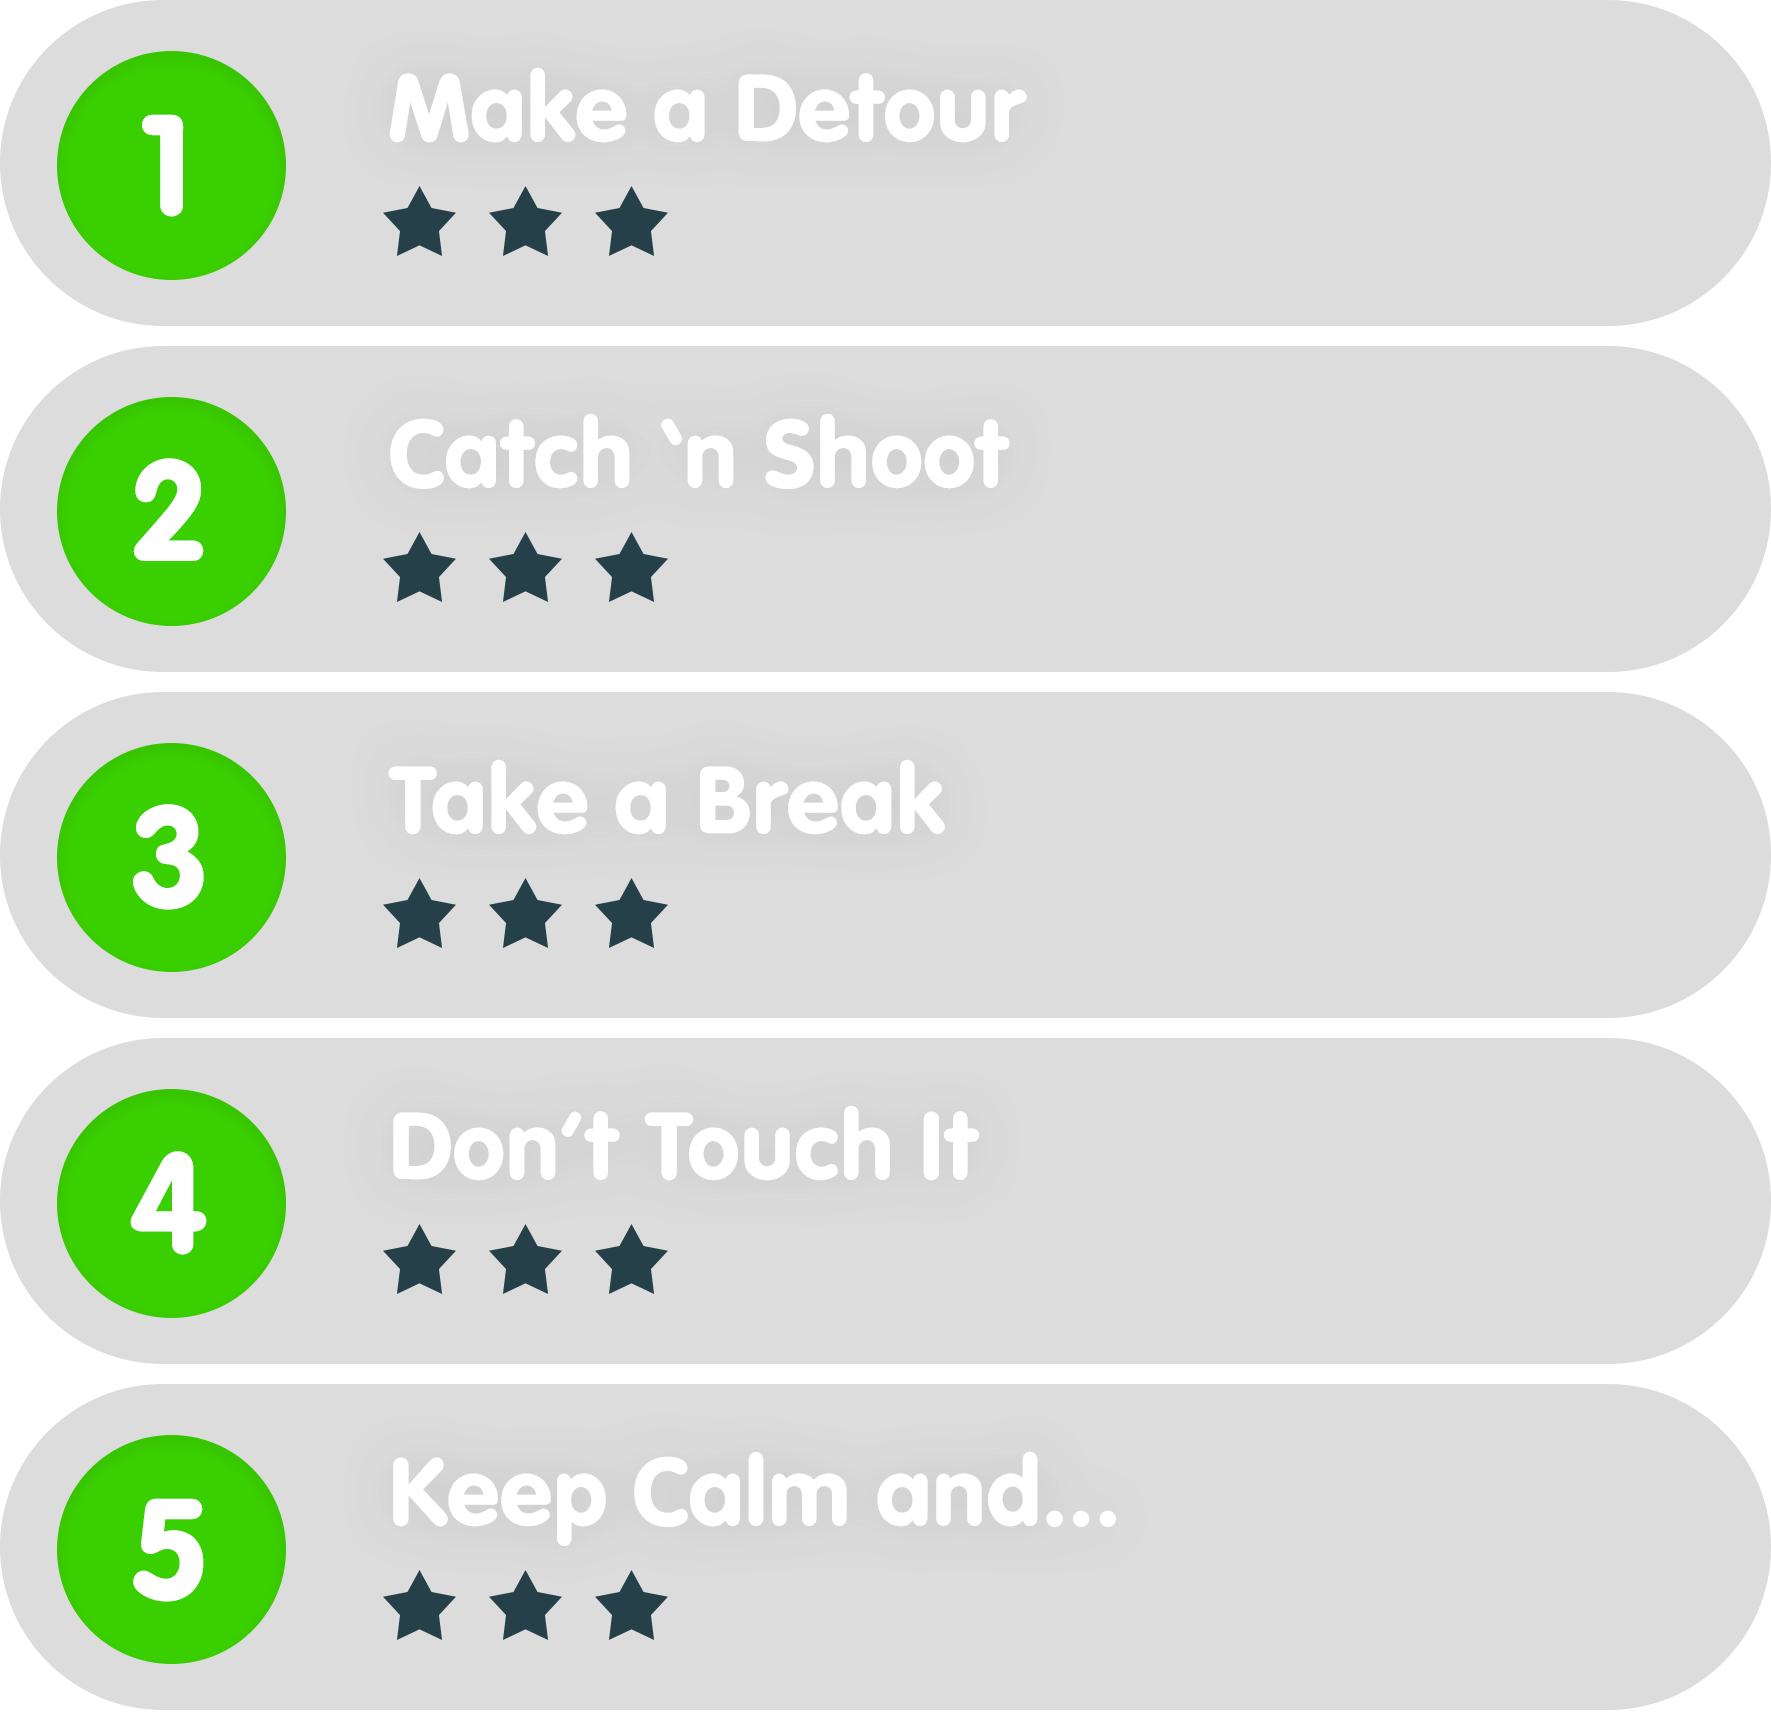 1
Make a Detour
2
Catch ‵n Shoot
3
Take a Break
4
Don′t Touch It
5
Keep Calm and...